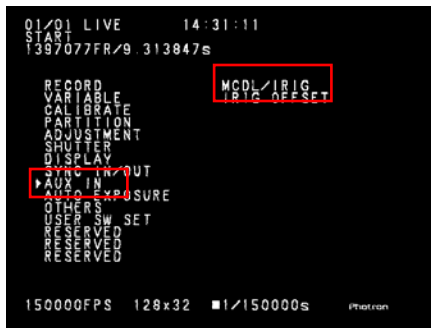 01/01 LIVE 14:31:11
START
1397077FR/9.313847s
RECORD MCDL/IRIG
VARIABLE IRIG OFFSET
CALIBRATE
PARTITION
ADJUSTMENT
SHUTTER
DISPLAY
SYNC IN/OUT
▸AUX IN
AUTO EXPOSURE
OTHERS
USER SW SET
RESERVED
RESERVED
RESERVED
150000FPS 128x32 ■1/150000s Photron